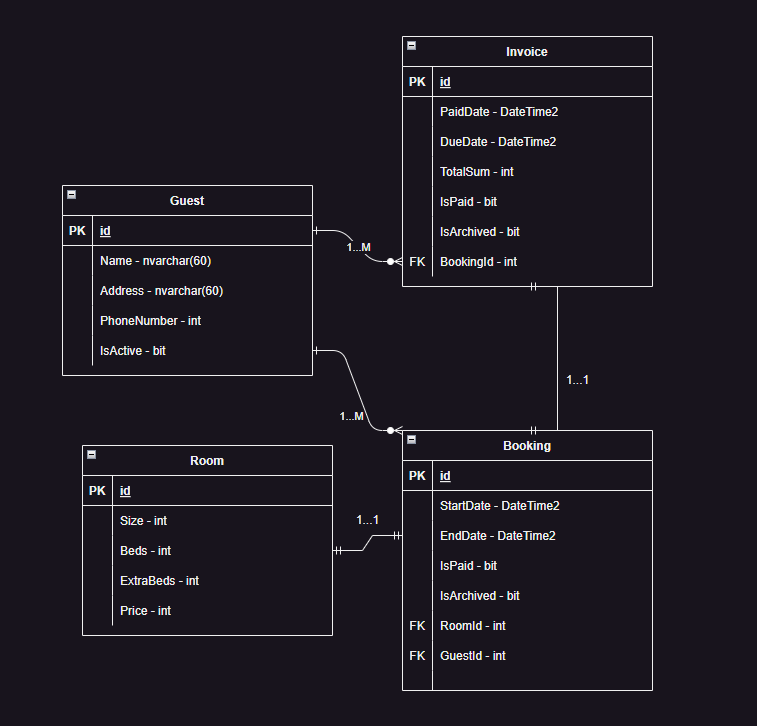 Invoice
PK id
PaidDate - DateTime2
DueDate - DateTime2
TotalSum - int
IsPaid - bit
IsArchived - bit
FK BookingId - int
Guest
PK id
Name - nvarchar(60)
Address - nvarchar(60)
PhoneNumber - int
IsActive - bit
1...M
1...1
1...M
Room
PK id
Size - int
Beds - int
ExtraBeds - int
Price - int
1...1
Booking
PK id
StartDate - DateTime2
EndDate - DateTime2
IsPaid - bit
IsArchived - bit
FK RoomId - int
FK GuestId - int